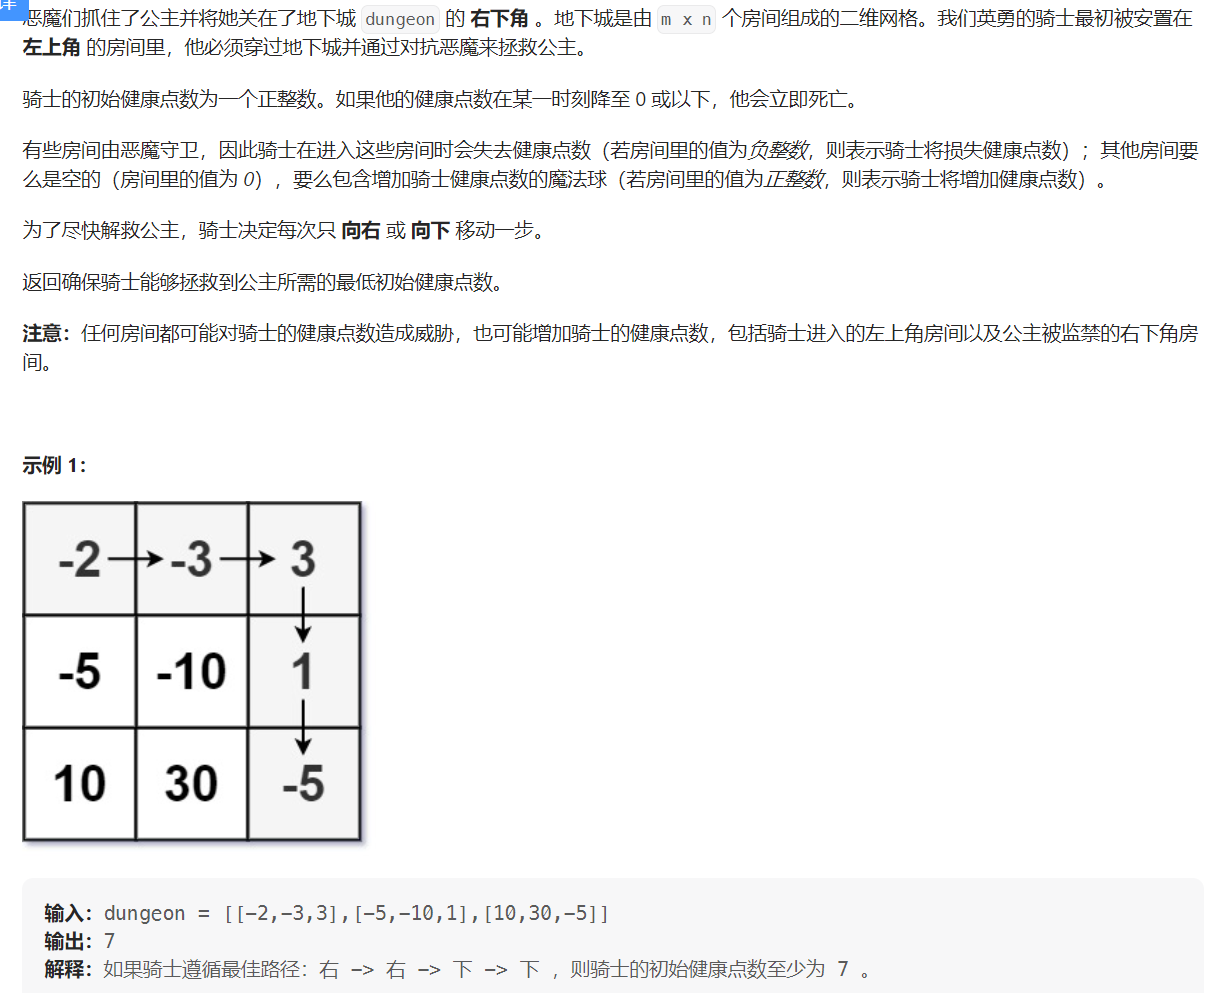 译
恶魔们抓住了公主并将她关在了地下城 dungeon 的 右下角 。地下城是由 m x n 个房间组成的二维网格。我们英勇的骑士最初被安置在
左上角 的房间里，他必须穿过地下城并通过对抗恶魔来拯救公主。
骑士的初始健康点数为一个正整数。如果他的健康点数在某一时刻降至 0 或以下，他会立即死亡。
有些房间由恶魔守卫，因此骑士在进入这些房间时会失去健康点数（若房间里的值为负整数，则表示骑士将损失健康点数）；其他房间要
么是空的（房间里的值为 0），要么包含增加骑士健康点数的魔法球（若房间里的值为正整数，则表示骑士将增加健康点数）。
为了尽快解救公主，骑士决定每次只 向右 或 向下 移动一步。
返回确保骑士能够拯救到公主所需的最低初始健康点数。
注意：任何房间都可能对骑士的健康点数造成威胁，也可能增加骑士的健康点数，包括骑士进入的左上角房间以及公主被监禁的右下角房
间。
示例 1：
-2 -3 3
-5 -10 1
10 30 -5
输入：dungeon = [[-2,-3,3],[-5,-10,1],[10,30,-5]]
输出：7
解释：如果骑士遵循最佳路径：右 -> 右 -> 下 -> 下 ，则骑士的初始健康点数至少为 7 。